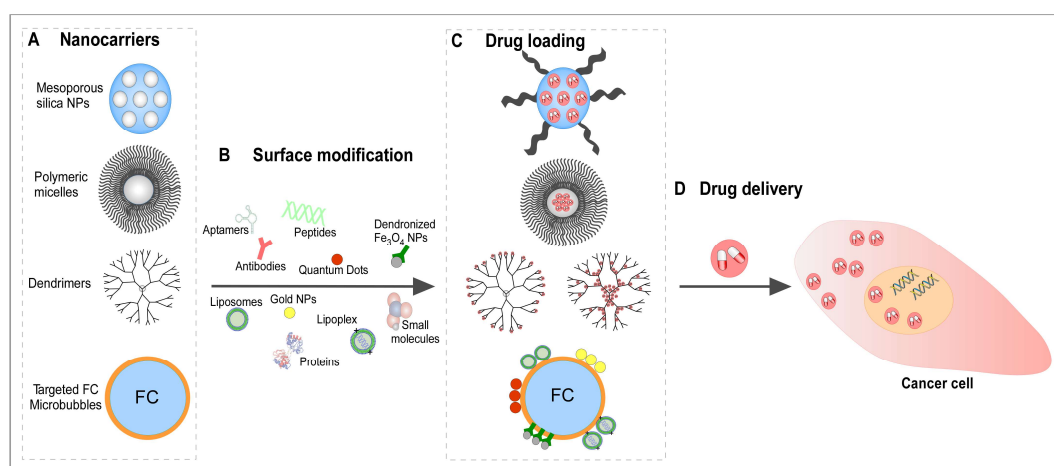 A Nanocarriers
Mesoporous
silica NPs
Polymeric
micelles
Dendrimers
Targeted FC
Microbubbles
FC
B Surface modification
Aptamers
Peptides
Dendronized
Fe3O4 NPs
Antibodies
Quantum Dots
Liposomes
Gold NPs
Lipoplex
Small
molecules
Proteins
C Drug loading
FC
D Drug delivery
Cancer cell